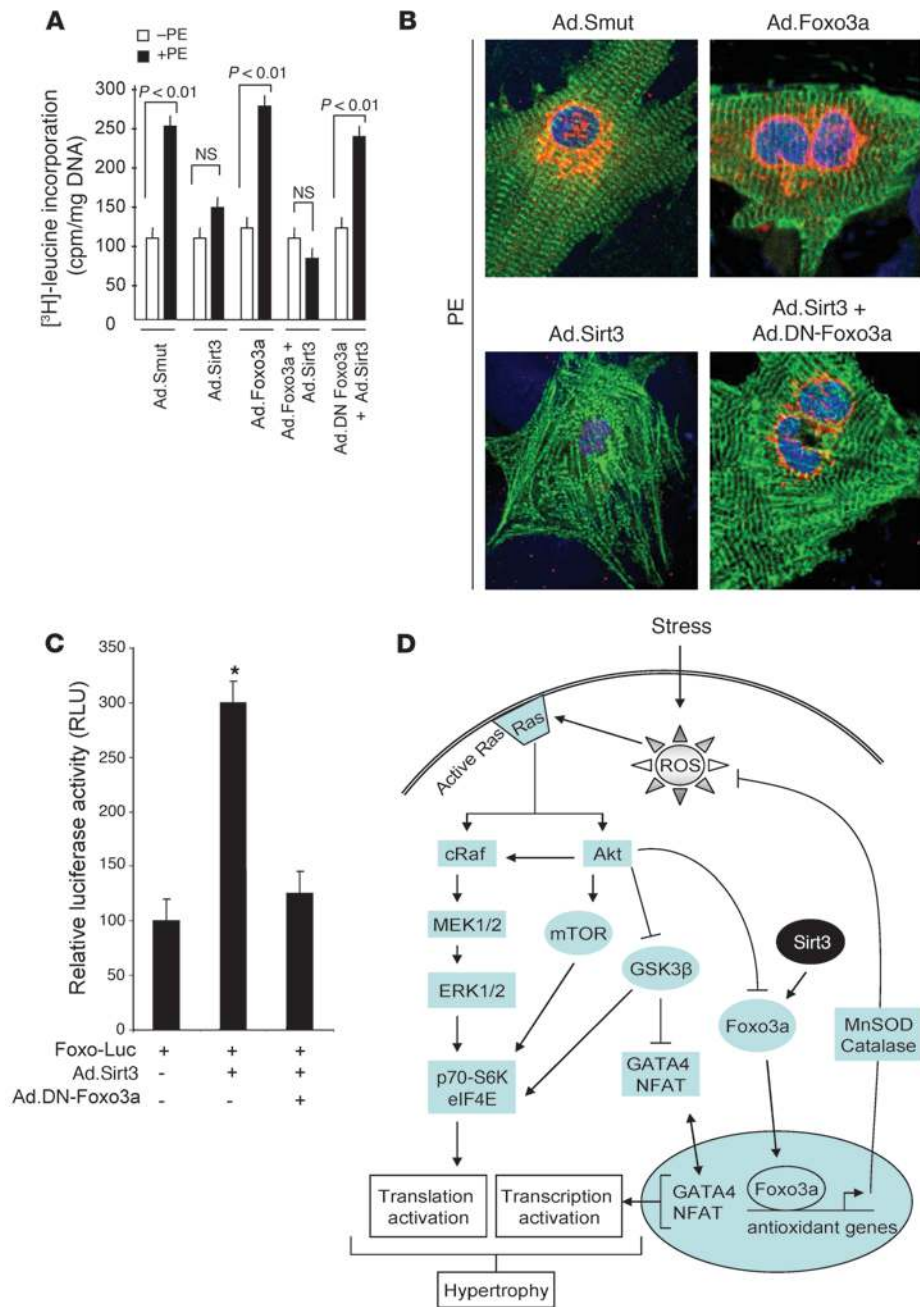 A
–PE
+PE
[³H]-leucine incorporation
(cpm/mg DNA)
300
250
200
150
100
50
0
P < 0.01
NS
P < 0.01
NS
P < 0.01
Ad.Smut
Ad.Sirt3
Ad.Foxo3a
Ad.Foxo3a +
Ad.Sirt3
Ad.DN Foxo3a
+ Ad.Sirt3
B
Ad.Smut
Ad.Foxo3a
PE
Ad.Sirt3
Ad.Sirt3 +
Ad.DN-Foxo3a
C
Relative luciferase activity (RLU)
350
300
250
200
150
100
50
0
*
Foxo-Luc + + +
Ad.Sirt3 - + +
Ad.DN-Foxo3a - - +
D
Stress
Active Ras
Ras
ROS
cRaf
Akt
MEK1/2
mTOR
Sirt3
GSK3β
ERK1/2
Foxo3a
MnSOD
Catalase
p70-S6K
eIF4E
GATA4
NFAT
Translation
activation
Transcription
activation
GATA4
NFAT
Foxo3a
antioxidant genes
Hypertrophy